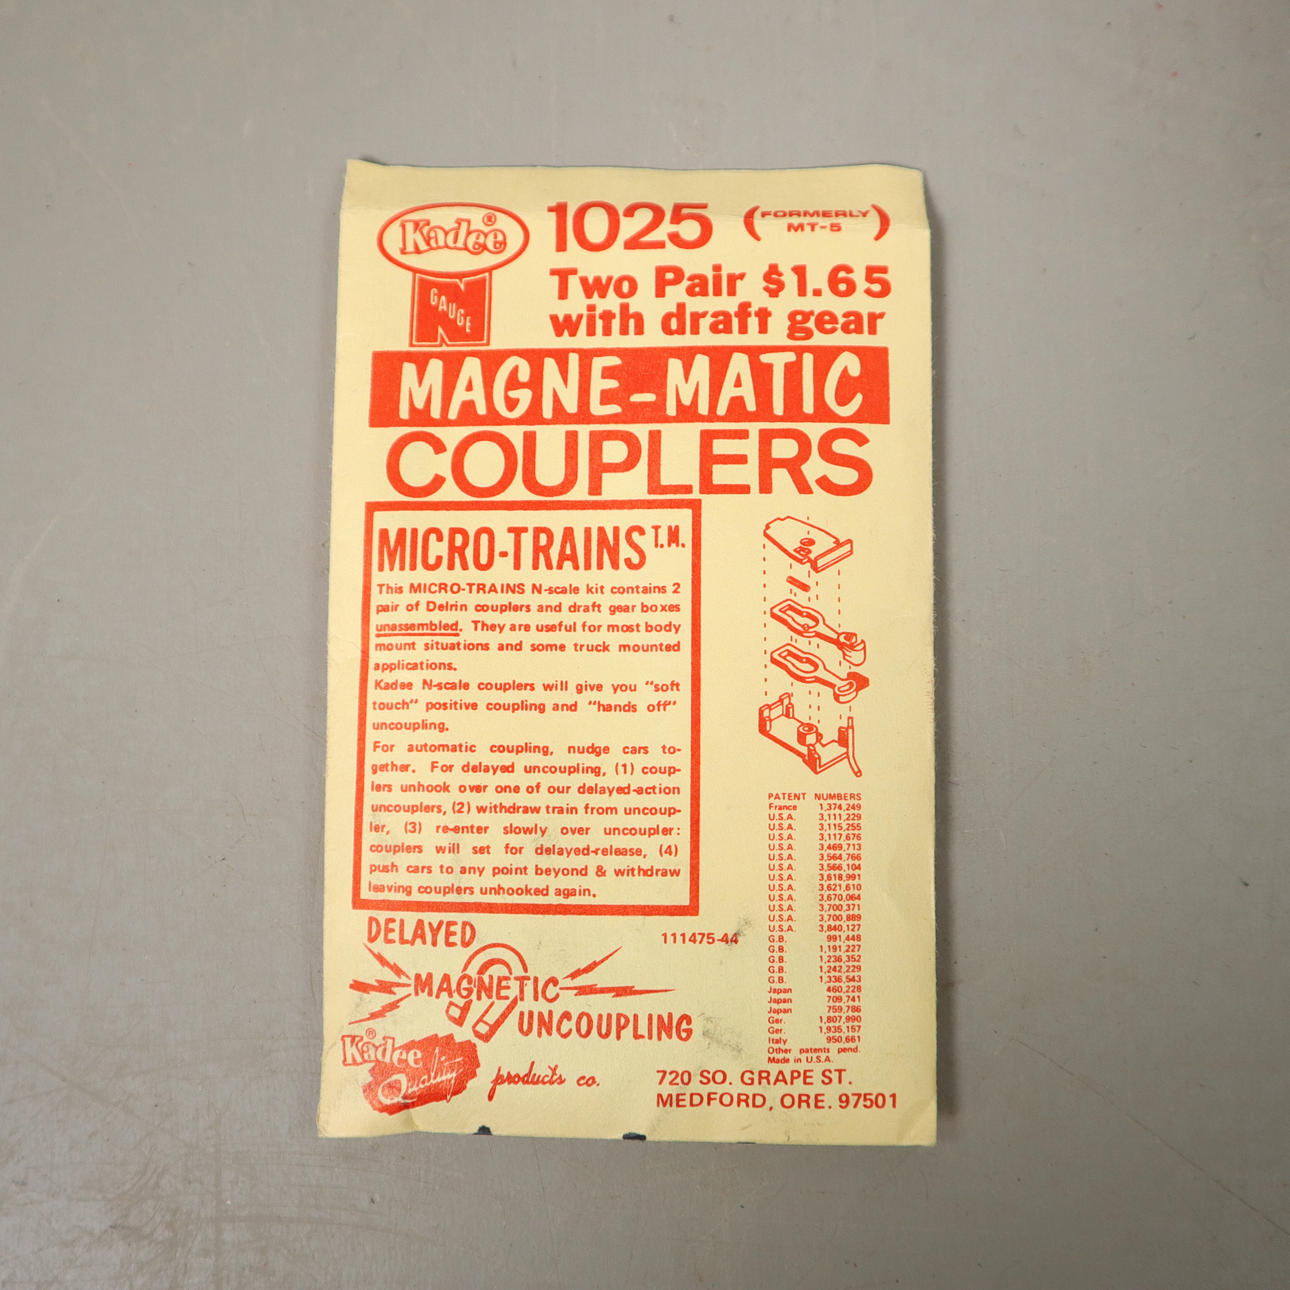 Kadee®
N GAUGE
1025 (FORMERLY MT-5)
Two Pair $1.65
with draft gear
MAGNE-MATIC
COUPLERS
MICRO-TRAINS T.M.
This MICRO-TRAINS N-scale kit contains 2
pair of Delrin couplers and draft gear boxes
unassembled. They are useful for most body
mount situations and some truck mounted
applications.
Kadee N-scale couplers will give you "soft
touch" positive coupling and "hands off"
uncoupling.
For automatic coupling, nudge cars to-
gether. For delayed uncoupling, (1) coup-
lers unhook over one of our delayed-action
uncouplers, (2) withdraw train from uncoup-
ler, (3) re-enter slowly over uncoupler:
couplers will set for delayed-release, (4)
push cars to any point beyond & withdraw
leaving couplers unhooked again.
PATENT NUMBERS
France 1,374,249
U.S.A. 3,111,229
U.S.A. 3,115,255
U.S.A. 3,117,676
U.S.A. 3,469,713
U.S.A. 3,564,766
U.S.A. 3,566,104
U.S.A. 3,618,991
U.S.A. 3,621,610
U.S.A. 3,670,064
U.S.A. 3,700,371
U.S.A. 3,700,889
U.S.A. 3,840,127
G.B. 991,448
G.B. 1,191,227
G.B. 1,236,352
G.B. 1,242,229
G.B. 1,336,543
Japan 460,228
Japan 709,741
Japan 759,786
Ger. 1,807,990
Ger. 1,935,157
Italy 950,661
Other patents pend.
Made in U.S.A.
111475-44
DELAYED
MAGNETIC
UNCOUPLING
Kadee®
Quality products co.
720 SO. GRAPE ST.
MEDFORD, ORE. 97501